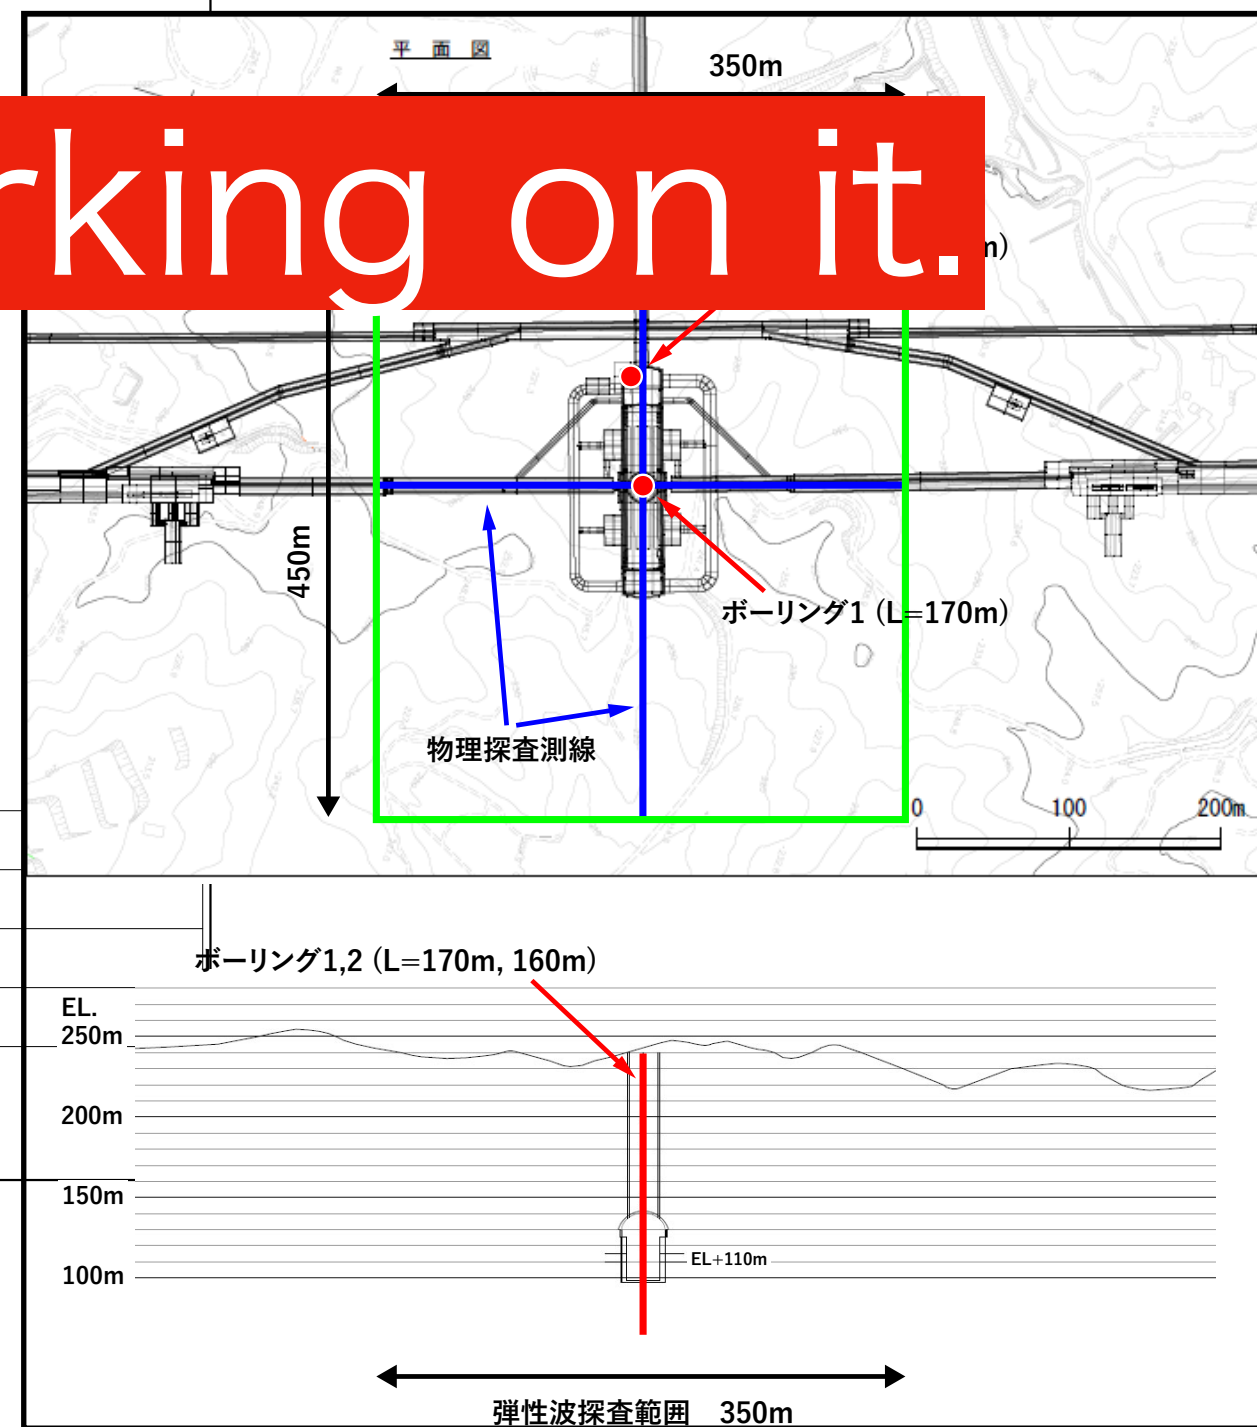 平 面 図
350m
rking on it.
m)
450m
ボーリング1 (L=170m)
物理探査測線
0 100 200m
ボーリング1,2 (L=170m, 160m)
EL.
250m
200m
150m
EL+110m
100m
弾性波探査範囲 350m